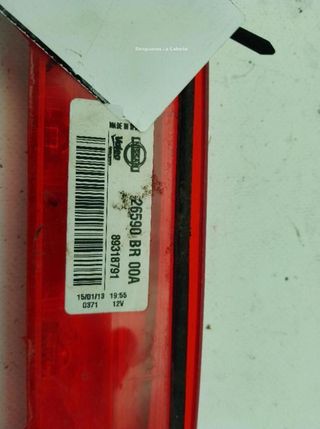 Desguaces - La Cabaña
NISSAN
Valeo
26590 BR 00A
89318791
15/01/13 19:55
0371 12V